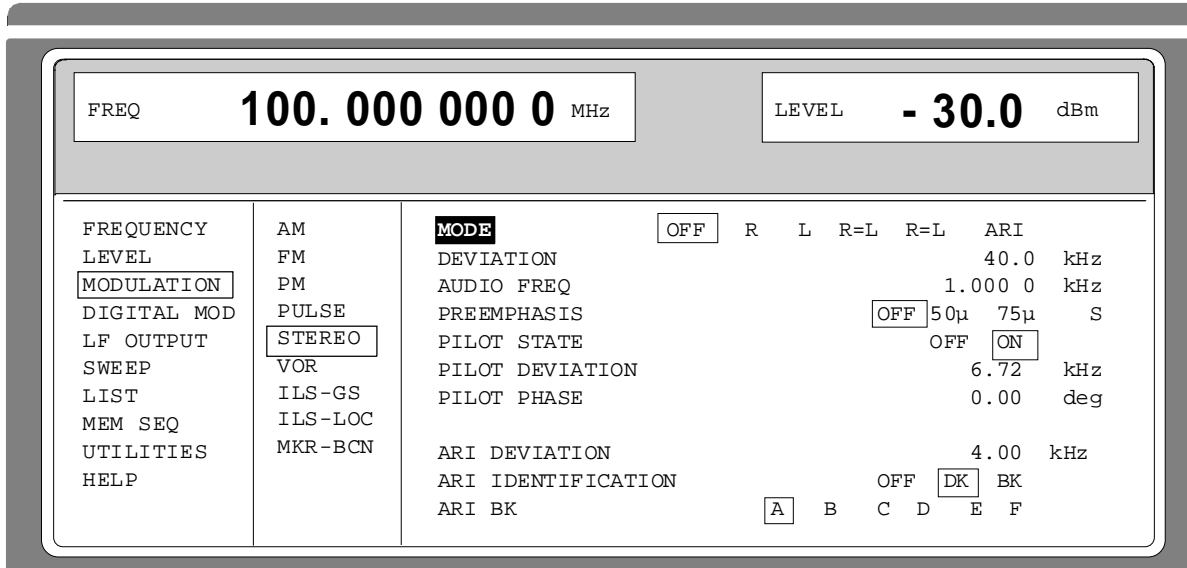 FREQ 100. 000 000 0 MHz
LEVEL - 30.0 dBm
FREQUENCY
LEVEL
MODULATION
DIGITAL MOD
LF OUTPUT
SWEEP
LIST
MEM SEQ
UTILITIES
HELP
AM
FM
PM
PULSE
STEREO
VOR
ILS-GS
ILS-LOC
MKR-BCN
MODE OFF R L R=L R=L ARI
DEVIATION 40.0 kHz
AUDIO FREQ 1.000 0 kHz
PREEMPHASIS OFF 50µ 75µ S
PILOT STATE OFF ON
PILOT DEVIATION 6.72 kHz
PILOT PHASE 0.00 deg
ARI DEVIATION 4.00 kHz
ARI IDENTIFICATION OFF DK BK
ARI BK A B C D E F